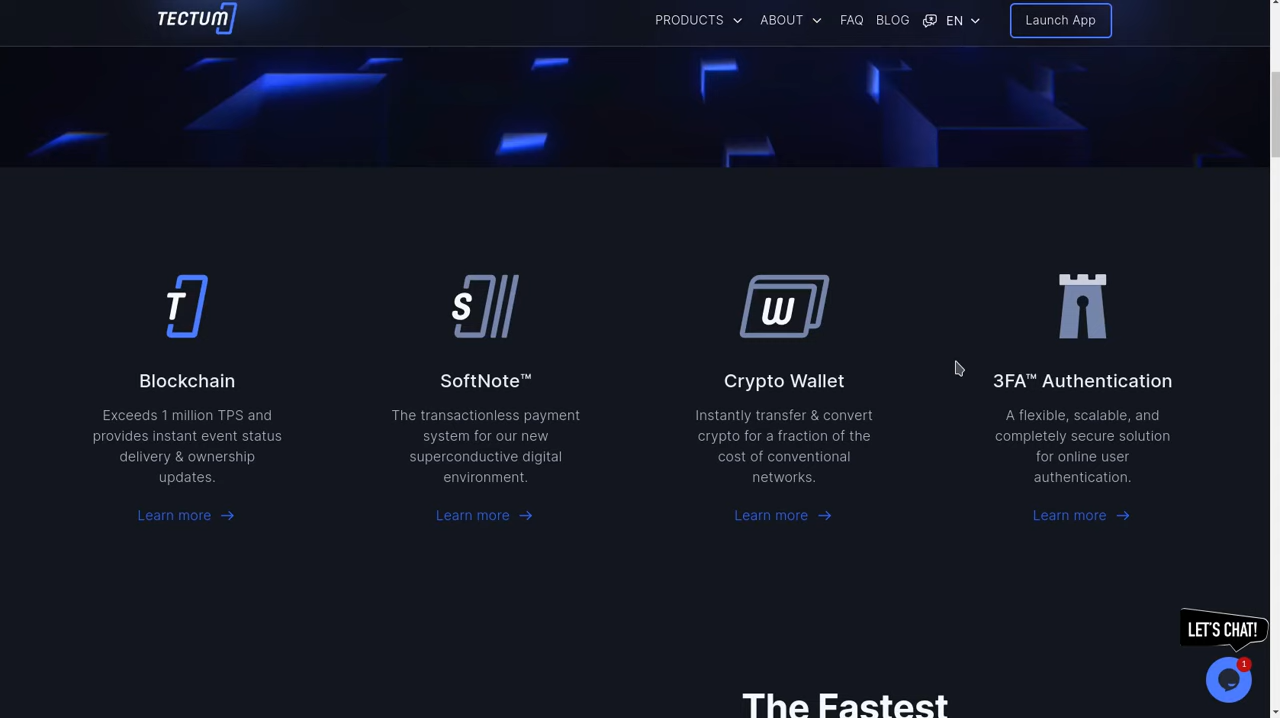 TECTUM
PRODUCTS ABOUT FAQ BLOG EN Launch App
T S W
Blockchain
Exceeds 1 million TPS and
provides instant event status
delivery & ownership
updates.
Learn more
SoftNote™
The transactionless payment
system for our new
superconductive digital
environment.
Learn more
Crypto Wallet
Instantly transfer & convert
crypto for a fraction of the
cost of conventional
networks.
Learn more
3FA™ Authentication
A flexible, scalable, and
completely secure solution
for online user
authentication.
Learn more
LET'S CHAT!
1
The Fastest